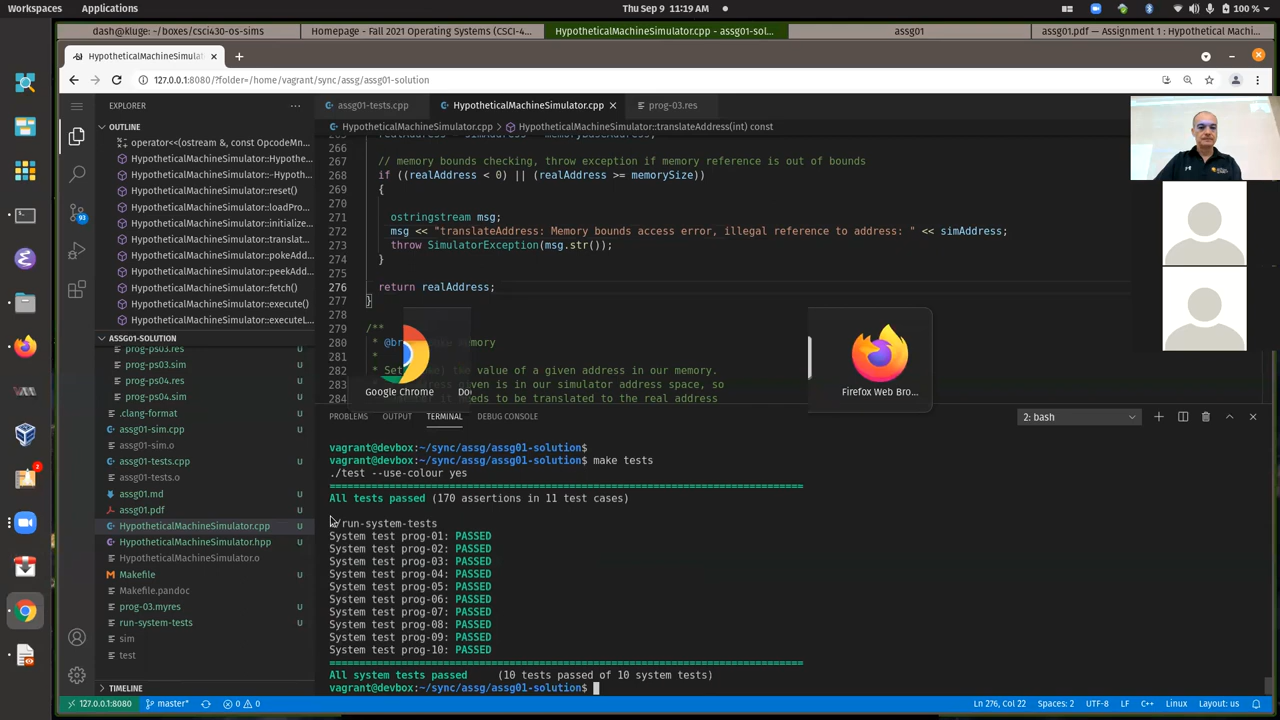 Workspaces Applications Thu Sep 9 11:19 AM 100 %
dash@kluge: ~/boxes/csci430-os-sims Homepage - Fall 2021 Operating Systems (CSCI-4... HypotheticalMachineSimulator.cpp - assg01-sol... assg01 assg01.pdf — Assignment 1 : Hypothetical Machi...
HypotheticalMachineSimulat
127.0.0.1:8080/?folder=/home/vagrant/sync/assg/assg01-solution
EXPLORER
assg01-tests.cpp HypotheticalMachineSimulator.cpp prog-03.res
OUTLINE
HypotheticalMachineSimulator.cpp > HypotheticalMachineSimulator::translateAddress(int) const
operator<<(ostream &, const OpcodeMn...
HypotheticalMachineSimulator::Hypothe...
HypotheticalMachineSimulator::~Hypoth...
HypotheticalMachineSimulator::reset()
HypotheticalMachineSimulator::loadPro...
HypotheticalMachineSimulator::initialize...
HypotheticalMachineSimulator::translat...
HypotheticalMachineSimulator::pokeAdd...
HypotheticalMachineSimulator::peekAdd...
HypotheticalMachineSimulator::fetch()
HypotheticalMachineSimulator::execute()
HypotheticalMachineSimulator::executeL...
93
266
267 // memory bounds checking, throw exception if memory reference is out of bounds
268 if ((realAddress < 0) || (realAddress >= memorySize))
269 {
270
271 ostringstream msg;
272 msg << "translateAddress: Memory bounds access error, illegal reference to address: " << simAddress;
273 throw SimulatorException(msg.str());
274 }
275
276 return realAddress;
277 }
278
279 /**
280 * @br emory
281 *
282 * Set the value of a given address in our memory.
283 given is in our simulator address space, so
284 needs to be translated to the real address
Google Chrome
Firefox Web Bro...
ASSG01-SOLUTION
prog-ps03.res U
prog-ps03.sim U
prog-ps04.res U
prog-ps04.sim U
.clang-format U
assg01-sim.cpp U
assg01-sim.o
assg01-tests.cpp U
assg01-tests.o
assg01.md U
assg01.pdf U
HypotheticalMachineSimulator.cpp U
HypotheticalMachineSimulator.hpp U
HypotheticalMachineSimulator.o
Makefile U
Makefile.pandoc
prog-03.myres U
run-system-tests U
sim
test
TIMELINE
PROBLEMS OUTPUT TERMINAL DEBUG CONSOLE 2: bash
vagrant@devbox:~/sync/assg/assg01-solution$
vagrant@devbox:~/sync/assg/assg01-solution$ make tests
./test --use-colour yes
===============================================================================
All tests passed (170 assertions in 11 test cases)
./run-system-tests
System test prog-01: PASSED
System test prog-02: PASSED
System test prog-03: PASSED
System test prog-04: PASSED
System test prog-05: PASSED
System test prog-06: PASSED
System test prog-07: PASSED
System test prog-08: PASSED
System test prog-09: PASSED
System test prog-10: PASSED
===============================================================================
All system tests passed (10 tests passed of 10 system tests)
vagrant@devbox:~/sync/assg/assg01-solution$
127.0.0.1:8080 master* 0 0 Ln 276, Col 22 Spaces: 2 UTF-8 LF C++ Linux Layout: us